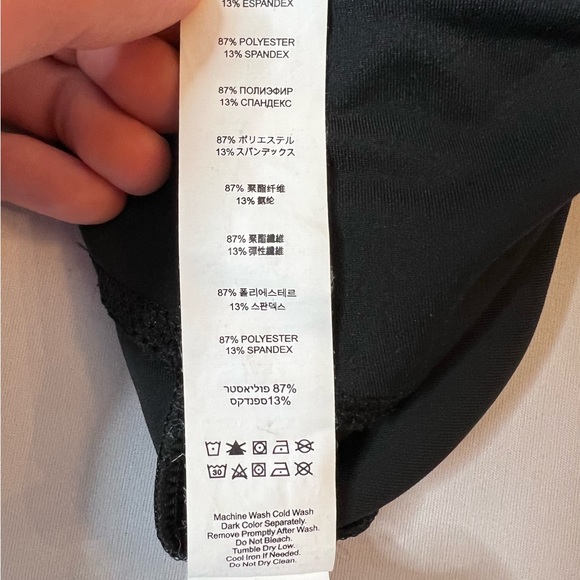 13% ESPANDEX
87% POLYESTER
13% SPANDEX
87% ПОЛИЭФИР
13% СПАНДЕКС
87% ポリエステル
13% スパンデックス
87% 聚酯纤维
13% 氨纶
87% 聚酯纖維
13% 彈性纖維
87% 폴리에스테르
13% 스판덱스
87% POLYESTER
13% SPANDEX
87% פוליאסטר
13%ספנדקס
30
Machine Wash Cold Wash
Dark Color Separately.
Remove Promptly After Wash.
Do Not Bleach.
Tumble Dry Low.
Cool Iron If Needed.
Do Not Dry Clean.